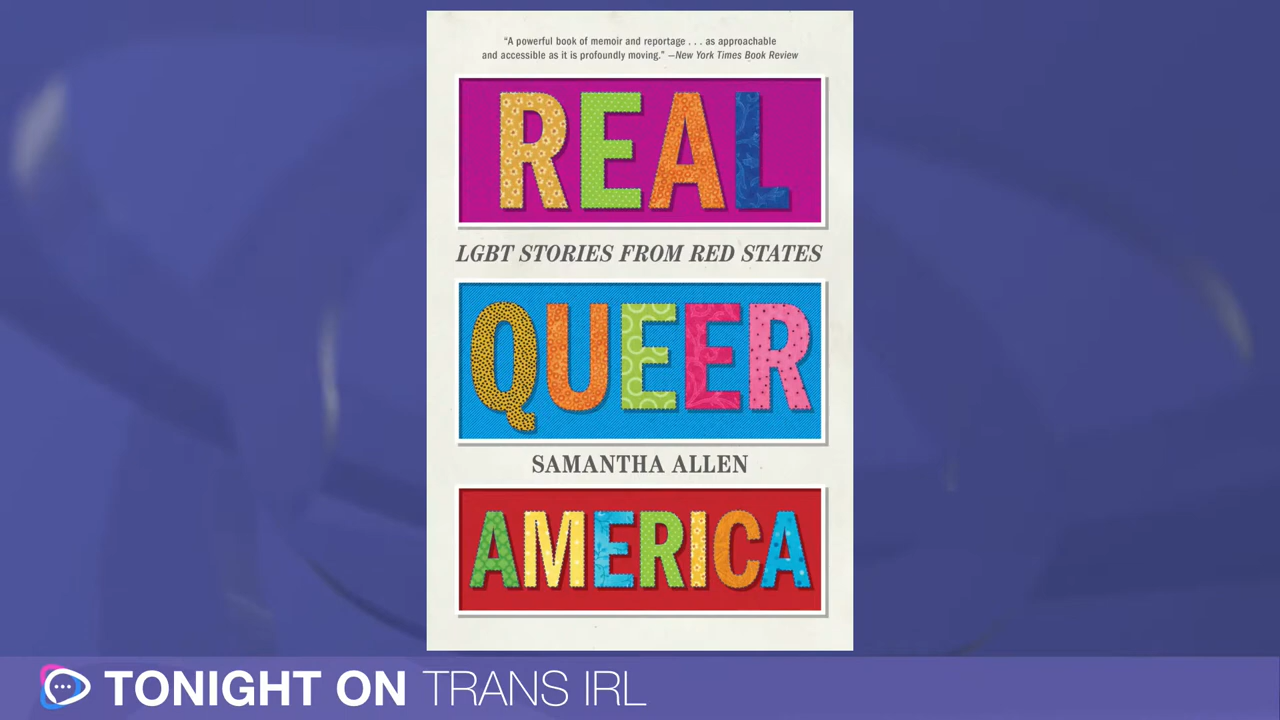 “A powerful book of memoir and reportage . . . as approachable
and accessible as it is profoundly moving.” —New York Times Book Review
REAL
LGBT STORIES FROM RED STATES
QUEER
SAMANTHA ALLEN
AMERICA
TONIGHT ON TRANS IRL